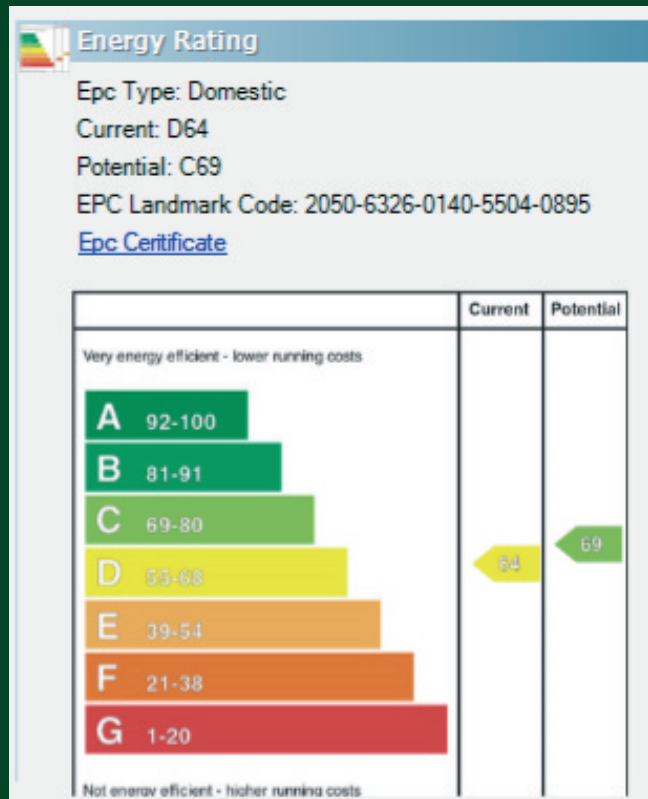 Energy Rating
Epc Type: Domestic
Current: D64
Potential: C69
EPC Landmark Code: 2050-6326-0140-5504-0895
Epc Ceritificate
Current Potential
Very energy efficient - lower running costs
A 92-100
B 81-91
C 69-80
D 55-68
64
69
E 39-54
F 21-38
G 1-20
Not energy efficient - higher running costs